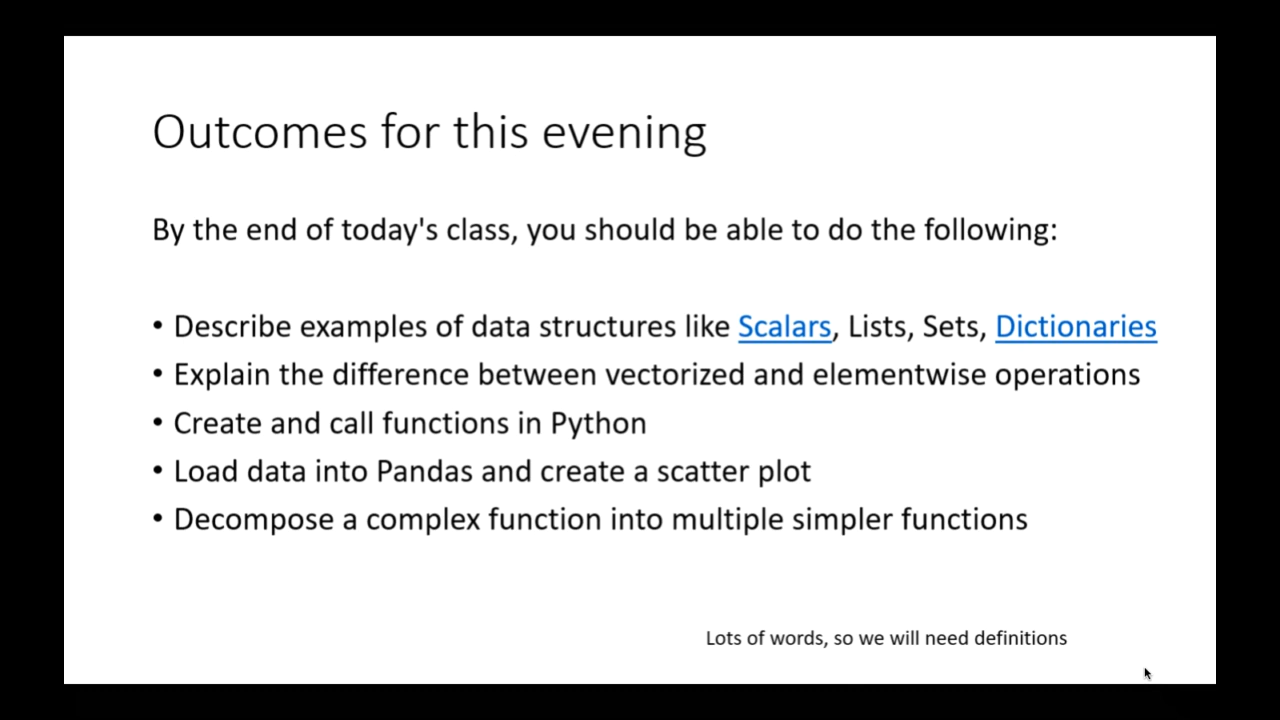 Outcomes for this evening
By the end of today's class, you should be able to do the following:
• Describe examples of data structures like Scalars, Lists, Sets, Dictionaries
• Explain the difference between vectorized and elementwise operations
• Create and call functions in Python
• Load data into Pandas and create a scatter plot
• Decompose a complex function into multiple simpler functions
Lots of words, so we will need definitions